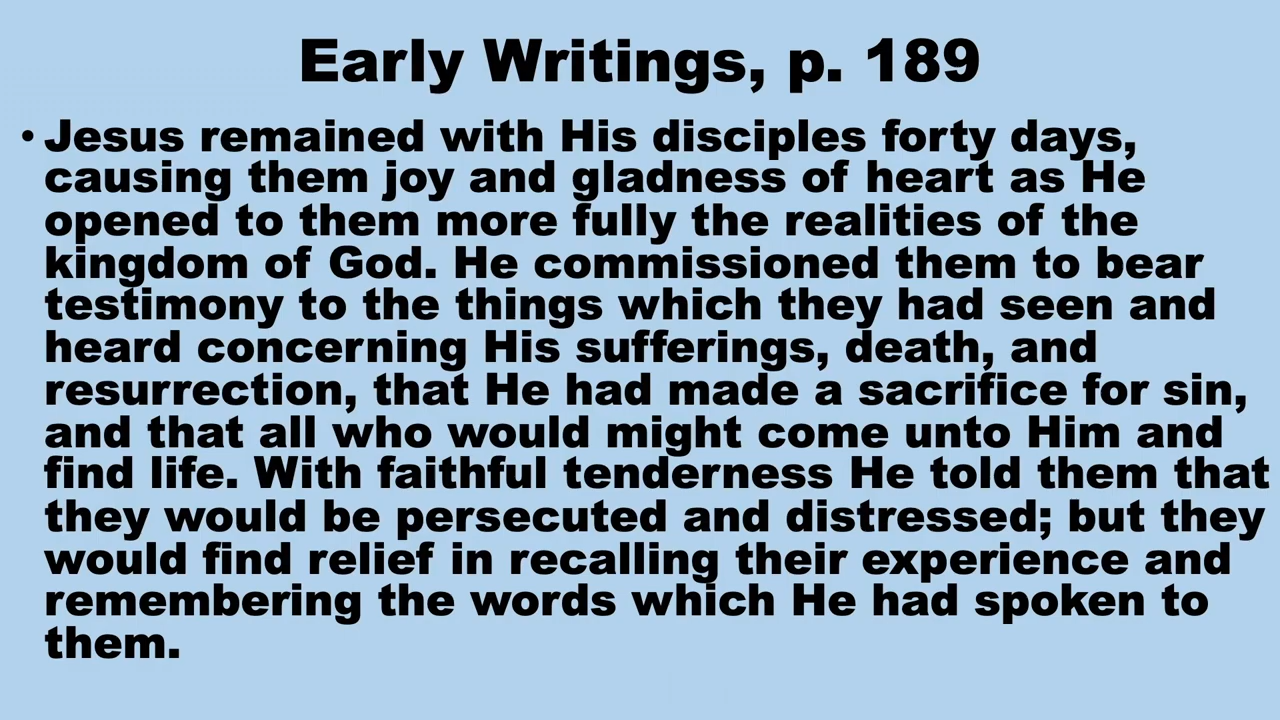 Early Writings, p. 189
• Jesus remained with His disciples forty days,
causing them joy and gladness of heart as He
opened to them more fully the realities of the
kingdom of God. He commissioned them to bear
testimony to the things which they had seen and
heard concerning His sufferings, death, and
resurrection, that He had made a sacrifice for sin,
and that all who would might come unto Him and
find life. With faithful tenderness He told them that
they would be persecuted and distressed; but they
would find relief in recalling their experience and
remembering the words which He had spoken to
them.